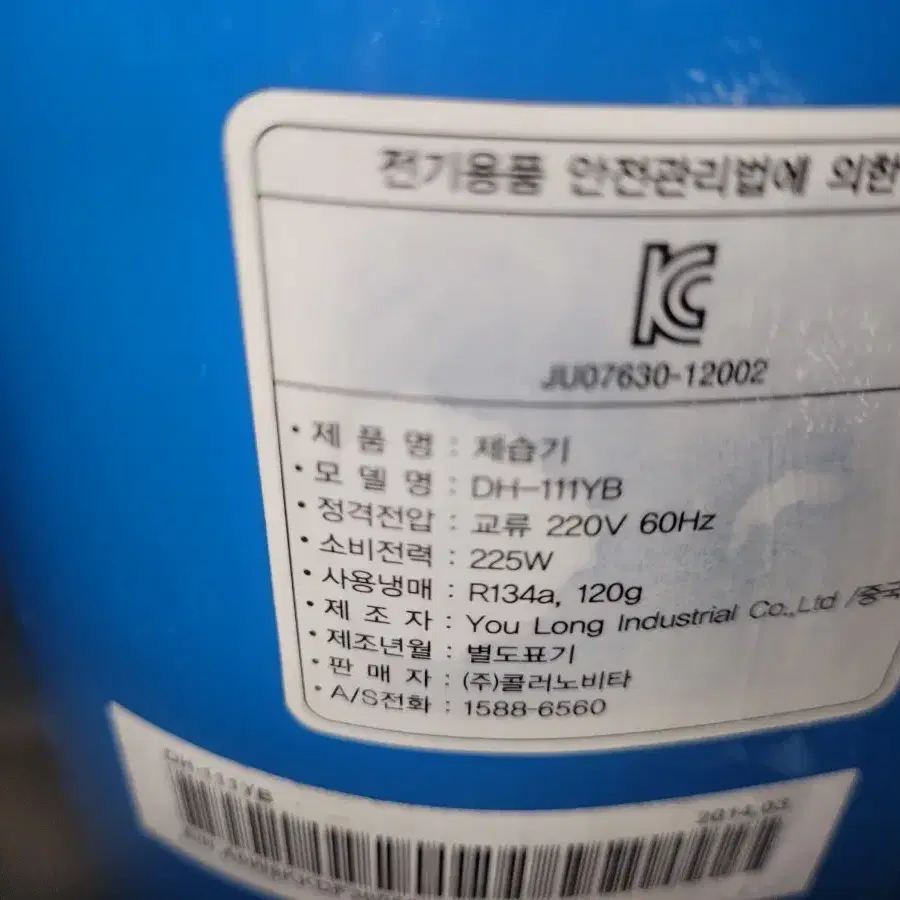 전기용품 안전관리법에 의한
KC
JU07630-12002
• 제 품 명 : 제습기
• 모 델 명 : DH-111YB
• 정격전압 : 교류 220V 60Hz
• 소비전력 : 225W
• 사용냉매 : R134a, 120g
• 제 조 자 : You Long Industrial Co.,Ltd /중국
• 제조년월 : 별도표기
• 판 매 자 : (주)콜러노비타
• A/S전화 : 1588-6560
DH-111YB
2014.03